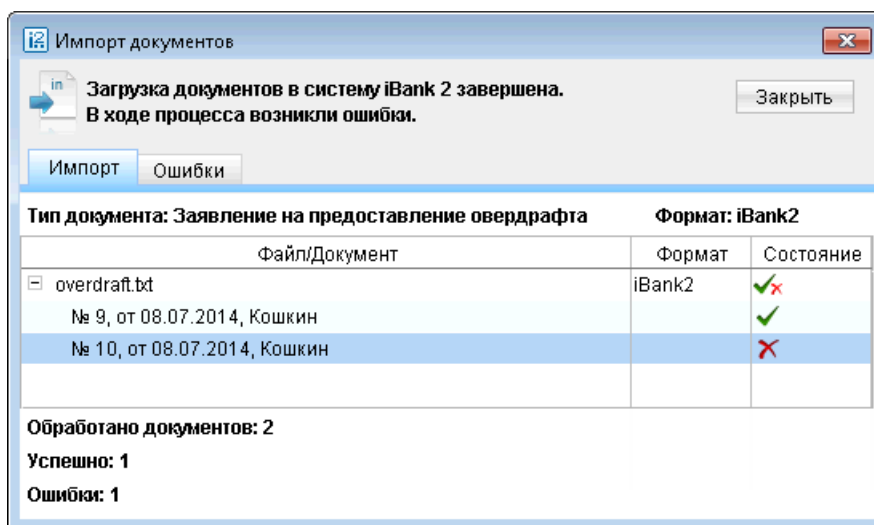 Импорт документов
in
Загрузка документов в систему iBank 2 завершена.
В ходе процесса возникли ошибки.
Закрыть
Импорт Ошибки
Тип документа: Заявление на предоставление овердрафта Формат: iBank2
Файл/Документ Формат Состояние
overdraft.txt iBank2
№ 9, от 08.07.2014, Кошкин
№ 10, от 08.07.2014, Кошкин
Обработано документов: 2
Успешно: 1
Ошибки: 1